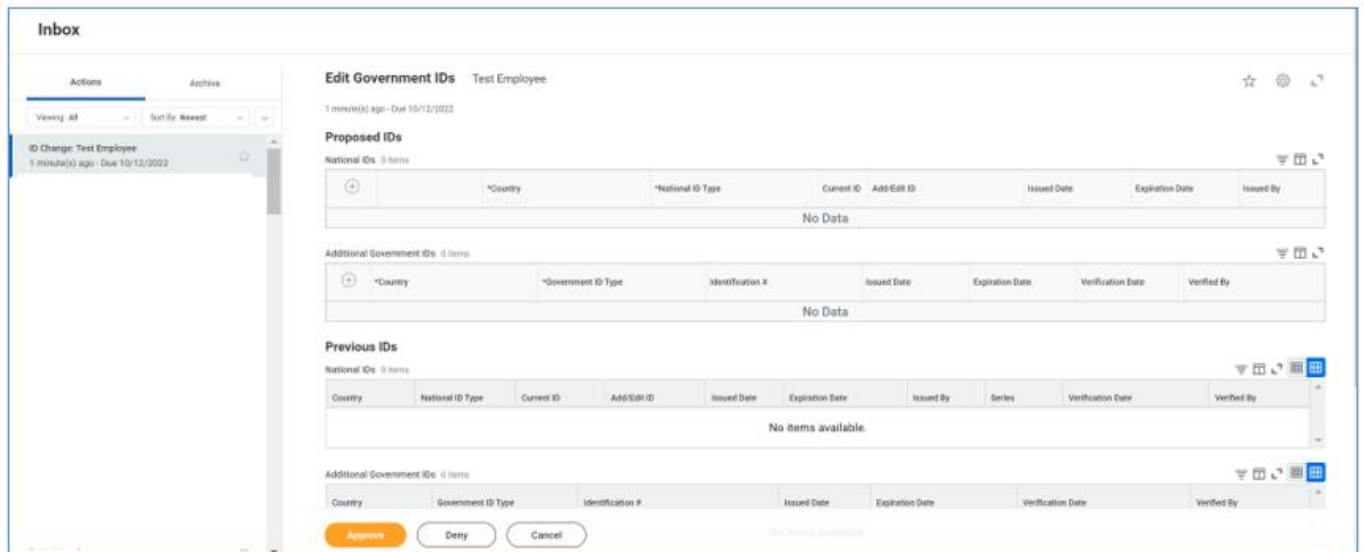 Inbox
Actions Archive
Viewing: All Sort By: Newest
ID Change: Test Employee
1 minute(s) ago - Due 10/12/2022
Edit Government IDs Test Employee
1 minute(s) ago - Due 10/12/2022
Proposed IDs
National IDs 0 items
*Country *National ID Type Current ID Add/Edit ID Issued Date Expiration Date Issued By
No Data
Additional Government IDs 0 items
*Country *Government ID Type Identification # Issued Date Expiration Date Verification Date Verified By
No Data
Previous IDs
National IDs 0 items
Country National ID Type Current ID Add/Edit ID Issued Date Expiration Date Issued By Series Verification Date Verified By
No items available.
Additional Government IDs 0 items
Country Government ID Type Identification # Issued Date Expiration Date Verification Date Verified By
Approve Deny Cancel